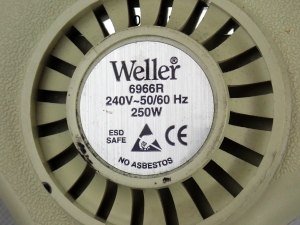 Weller
6966R
240V~50/60 Hz
250W
ESD
SAFE
CE
NO ASBESTOS